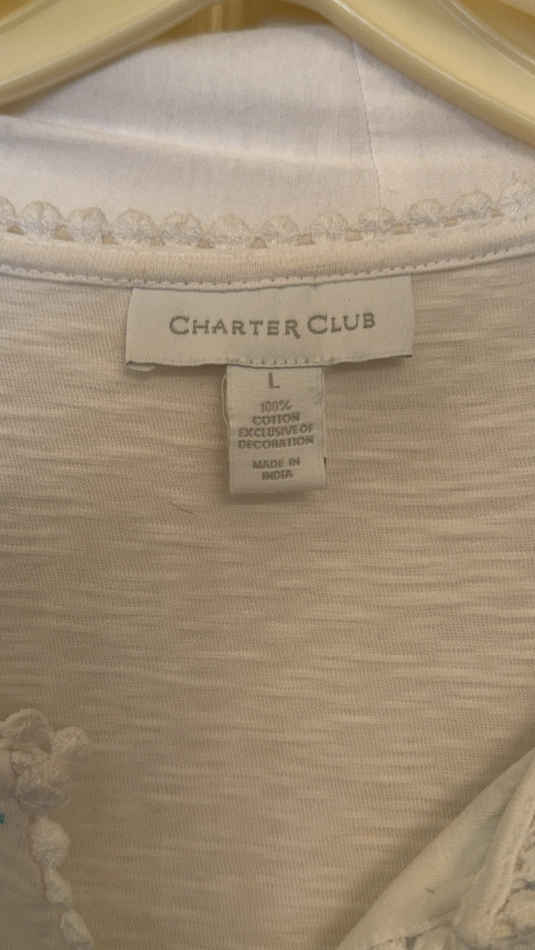 CHARTER CLUB
L
100%
COTTON
EXCLUSIVE OF
DECORATION
MADE IN
INDIA